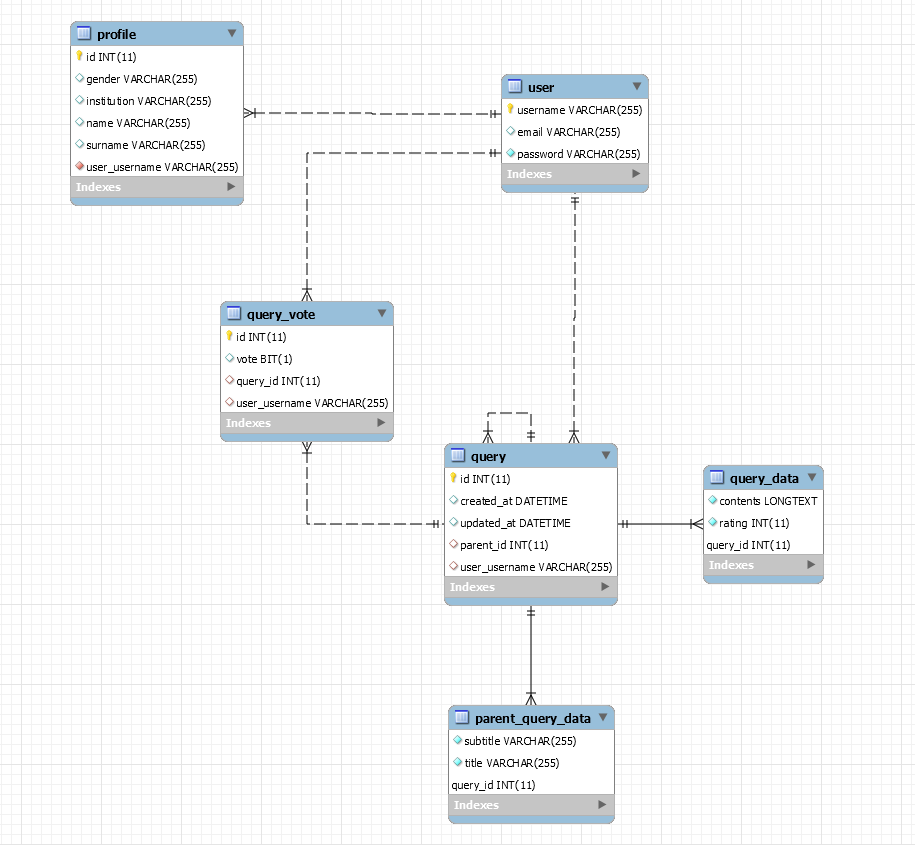 profile
id INT(11)
gender VARCHAR(255)
institution VARCHAR(255)
name VARCHAR(255)
surname VARCHAR(255)
user_username VARCHAR(255)
Indexes
user
username VARCHAR(255)
email VARCHAR(255)
password VARCHAR(255)
Indexes
query_vote
id INT(11)
vote BIT(1)
query_id INT(11)
user_username VARCHAR(255)
Indexes
query
id INT(11)
created_at DATETIME
updated_at DATETIME
parent_id INT(11)
user_username VARCHAR(255)
Indexes
query_data
contents LONGTEXT
rating INT(11)
query_id INT(11)
Indexes
parent_query_data
subtitle VARCHAR(255)
title VARCHAR(255)
query_id INT(11)
Indexes